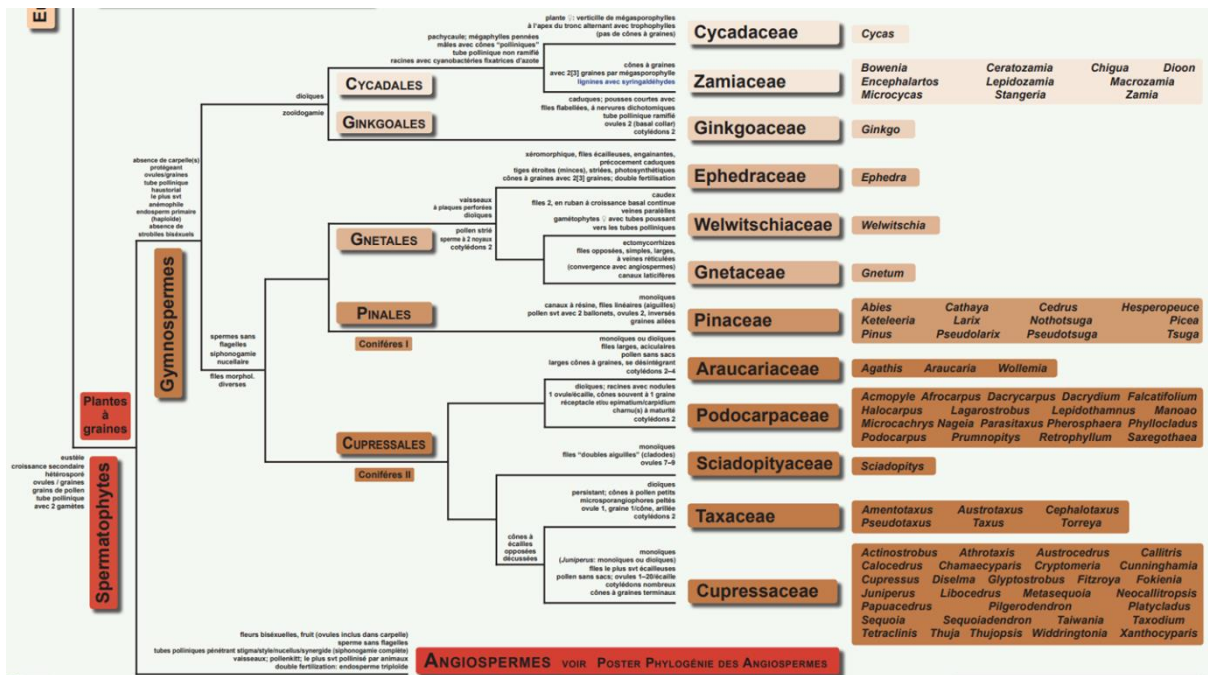 plante ♀: verticille de mégasporophylles
à l'apex du tronc alternant avec trophophylles
(pas de cônes à graines)
Cycadaceae
Cycas
pachycaule; mégaphylles pennées
mâles avec cônes "polliniques"
tube pollinique non ramifié
racines avec cyanobactéries fixatrices d'azote
cônes à graines
avec 2[3] graines par mégasporophylle
lignines avec syringaldéhydes
Zamiaceae
Bowenia Ceratozamia Chigua Dioon
Encephalartos Lepidozamia Macrozamia
Microcycas Stangeria Zamia
CYCADALES
dioïques
zooïdogamie
caduques; pousses courtes avec
flles flabellées, à nervures dichotomiques
tube pollinique ramifié
ovules 2 (basal collar)
cotylédons 2
GINKGOALES
Ginkgoaceae
Ginkgo
absence de carpelle(s)
protégeant
ovules/graines
tube pollinique
haustorial
le plus svt
anémophile
endosperm primaire
(haploïde)
absence de
strobiles bisexuels
séromorphique, flles écailleuses, engainantes,
précocement caduques
tiges étroites (minces), striées, photosynthétiques
cônes à graines avec 2[3] graines; double fertilisation
Ephedraceae
Ephedra
vaisseaux
à plaques perforées
dioïques
caudex
flles 2, en ruban à croissance basal continue
veines paralèlles
gamétophytes ♀ avec tubes poussant
vers les tubes polliniques
Welwitschiaceae
Welwitschia
GNETALES
pollen strié
sperme à 2 noyaux
cotylédons 2
ectomycorrhizes
flles opposées, simples, larges,
à veines réticulées
(convergence avec angiospermes)
canaux laticifères
Gnetaceae
Gnetum
Gymnospermes
PINALES
Conifères I
monoïques
canaux à résine, flles linéaires (aiguilles)
pollen svt avec 2 ballonets, ovules 2, inversés
graines ailées
Pinaceae
Abies Cathaya Cedrus Hesperopeuce
Keteleeria Larix Nothotsuga Picea
Pinus Pseudolarix Pseudotsuga Tsuga
spermes sans
flagelles
siphonogamie
nucellaire
flles morphol.
diverses
monoïques ou dioïques
flles larges, aciculaires
pollen sans sacs
larges cônes à graines, se désintégrant
cotylédons 2–4
Araucariaceae
Agathis Araucaria Wollemia
dioïques; racines avec nodules
1 ovule/écaille, cônes souvent à 1 graine
réceptacle et/ou epimatium/carpidium
charnu(s) à maturité
cotylédons 2
Podocarpaceae
Acmopyle Afrocarpus Dacrycarpus Dacrydium Falcatifolium
Halocarpus Lagarostrobus Lepidothamnus Manoao
Microcachrys Nageia Parasitaxus Pherosphaera Phyllocladus
Podocarpus Prumnopitys Retrophyllum Saxegothaea
Plantes
à
graines
CUPRESSALES
Conifères II
monoïques
flles "doubles aiguilles" (cladodes)
ovules 7–9
Sciadopityaceae
Sciadopitys
eustèle
croissance secondaire
hétérosporé
ovules / graines
grains de pollen
tube pollinique
avec 2 gamètes
Spermatophytes
dioïques
persistant; cônes à pollen petits
microsporangiophores peltés
ovule 1, graine 1/cône, arillée
cotylédons 2
Taxaceae
Amentotaxus Austrotaxus Cephalotaxus
Pseudotaxus Taxus Torreya
cônes à
écailles
opposées
décussées
monoïques
(Juniperus: monoïques ou dioïques)
flles le plus svt écailleuses
pollen sans sacs; ovules 1–20/écaille
cotylédons nombreux
cônes à graines terminaux
Cupressaceae
Actinostrobus Athrotaxis Austrocedrus Callitris
Calocedrus Chamaecyparis Cryptomeria Cunninghamia
Cupressus Diselma Glyptostrobus Fitzroya Fokienia
Juniperus Libocedrus Metasequoia Neocallitropsis
Papuacedrus Pilgerodendron Platycladus
Sequoia Sequoiadendron Taiwania Taxodium
Tetraclinis Thuja Thujopsis Widdringtonia Xanthocyparis
fleurs bisexuelles, fruit (ovules inclus dans carpelle)
sperme sans flagelles
tubes polliniques pénétrant stigma/style/nucellus/synergide (siphonogamie complète)
vaisseaux; pollenkitt; le plus svt pollinisé par animaux
double fertilization: endosperme triploïde
ANGIOSPERMES VOIR POSTER PHYLOGÉNIE DES ANGIOSPERMES